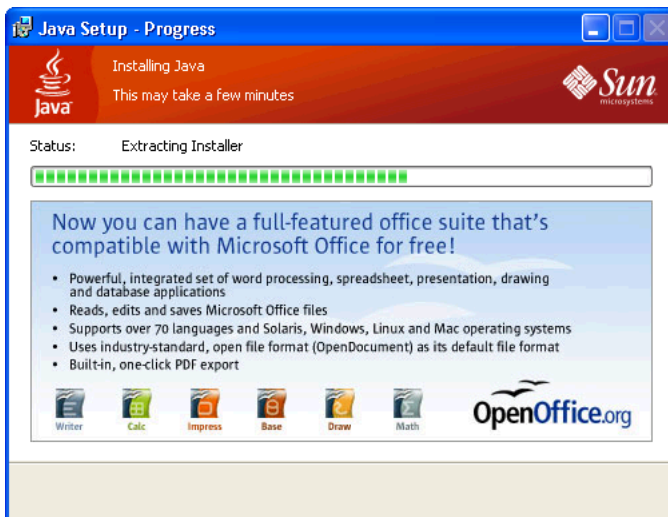 Java Setup - Progress
Installing Java
This may take a few minutes
Java
Sun
microsystems
Status: Extracting Installer
Now you can have a full-featured office suite that's
compatible with Microsoft Office for free!
• Powerful, integrated set of word processing, spreadsheet, presentation, drawing
and database applications
• Reads, edits and saves Microsoft Office files
• Supports over 70 languages and Solaris, Windows, Linux and Mac operating systems
• Uses industry-standard, open file format (OpenDocument) as its default file format
• Built-in, one-click PDF export
Writer Calc Impress Base Draw Math
OpenOffice.org